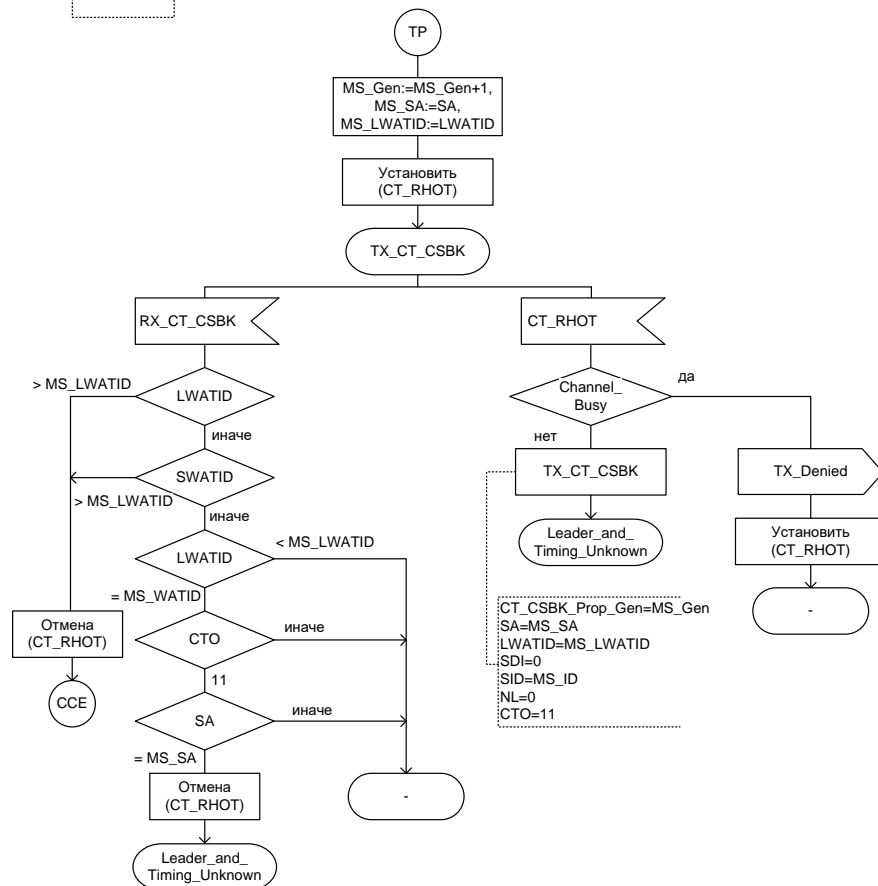 TP
MS_Gen:=MS_Gen+1,
MS_SA:=SA,
MS_LWATID:=LWATID
Установить
(CT_RHOT)
TX_CT_CSBK
RX_CT_CSBK
CT_RHOT
> MS_LWATID
LWATID
иначе
Channel_
Busy
да
нет
SWATID
> MS_LWATID
иначе
TX_CT_CSBK
TX_Denied
LWATID
< MS_LWATID
= MS_WATID
Leader_and_
Timing_Unknown
Установить
(CT_RHOT)
-
Отмена
(CT_RHOT)
CTO
иначе
11
CCE
CT_CSBK_Prop_Gen=MS_Gen
SA=MS_SA
LWATID=MS_LWATID
SDI=0
SID=MS_ID
NL=0
CTO=11
SA
иначе
= MS_SA
Отмена
(CT_RHOT)
-
Leader_and_
Timing_Unknown